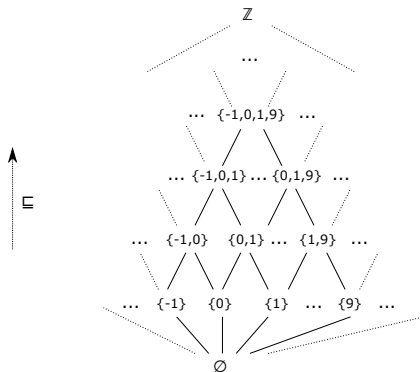 ℤ
...
... {-1,0,1,9} ...
... {-1,0,1} ... {0,1,9} ...
⊑
... {-1,0} {0,1} ... {1,9} ...
... {-1} {0} {1} ... {9} ...
∅